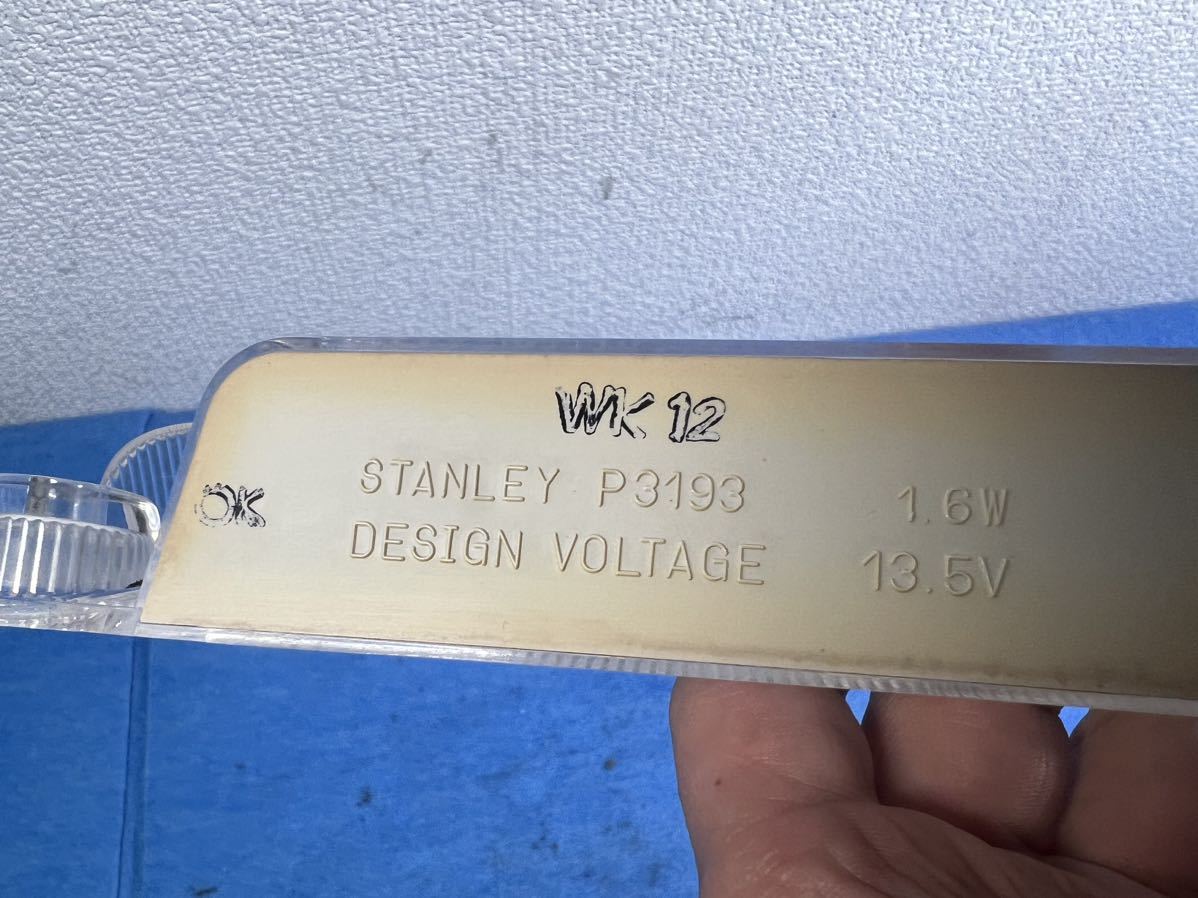 WK 12
STANLEY P3193 1.6W
OK
DESIGN VOLTAGE 13.5V